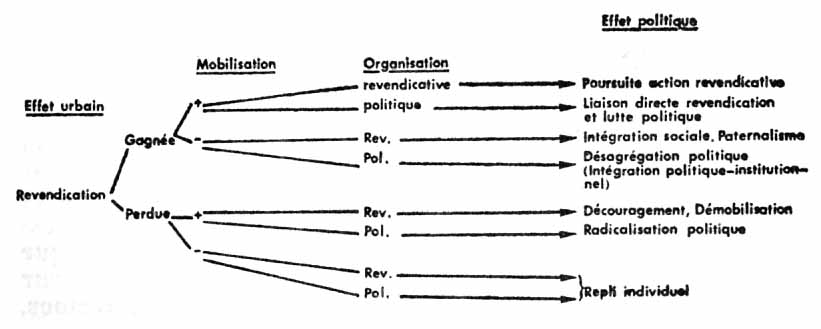 Effet politique
Mobilisation
Organisation
Effet urbain
revendicative
Poursuite action revendicative
+
politique
Liaison directe revendication
et lutte politique
Gagnée
-
Rev.
Intégration sociale, Paternalisme
Pol.
Désagrégation politique
(Intégration politique-institution-
nel)
Revendication
Perdue
+
Rev.
Découragement, Démobilisation
Pol.
Radicalisation politique
-
Rev.
Pol.
Repli individuel